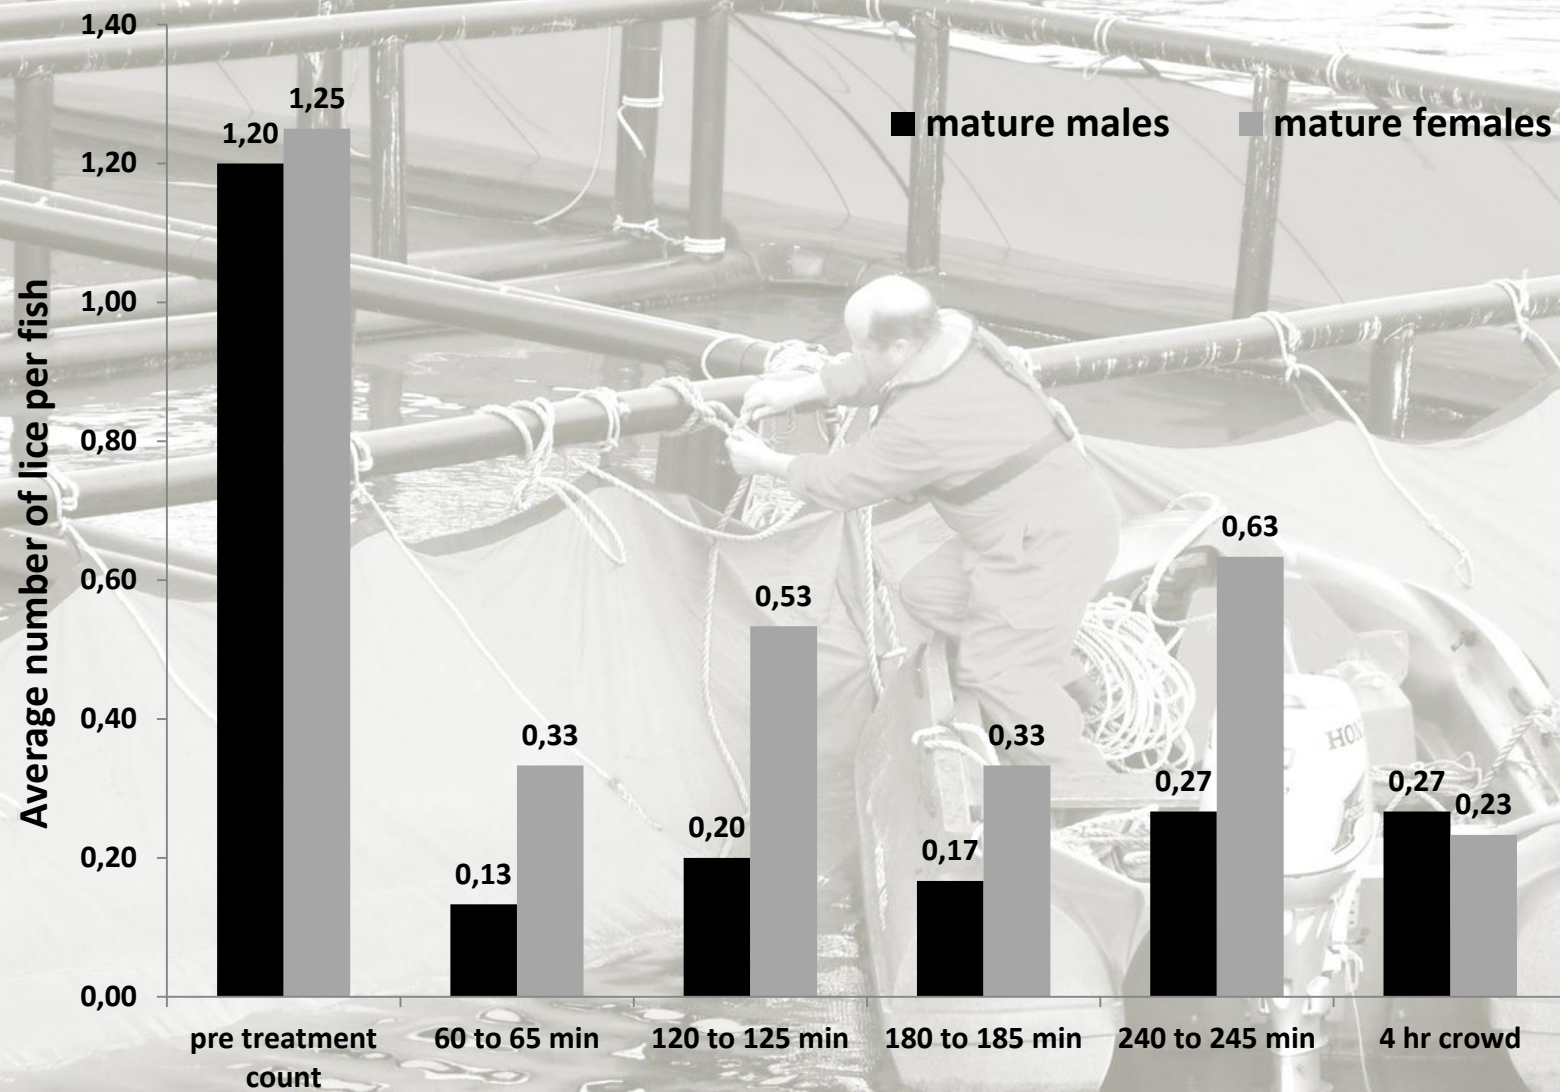 1,40
1,20
1,00
0,80
0,60
0,40
0,20
0,00
Average number of lice per fish
mature males
mature females
1,20
1,25
0,13
0,33
0,20
0,53
0,17
0,33
0,27
0,63
0,27
0,23
pre treatment
count
60 to 65 min
120 to 125 min
180 to 185 min
240 to 245 min
4 hr crowd